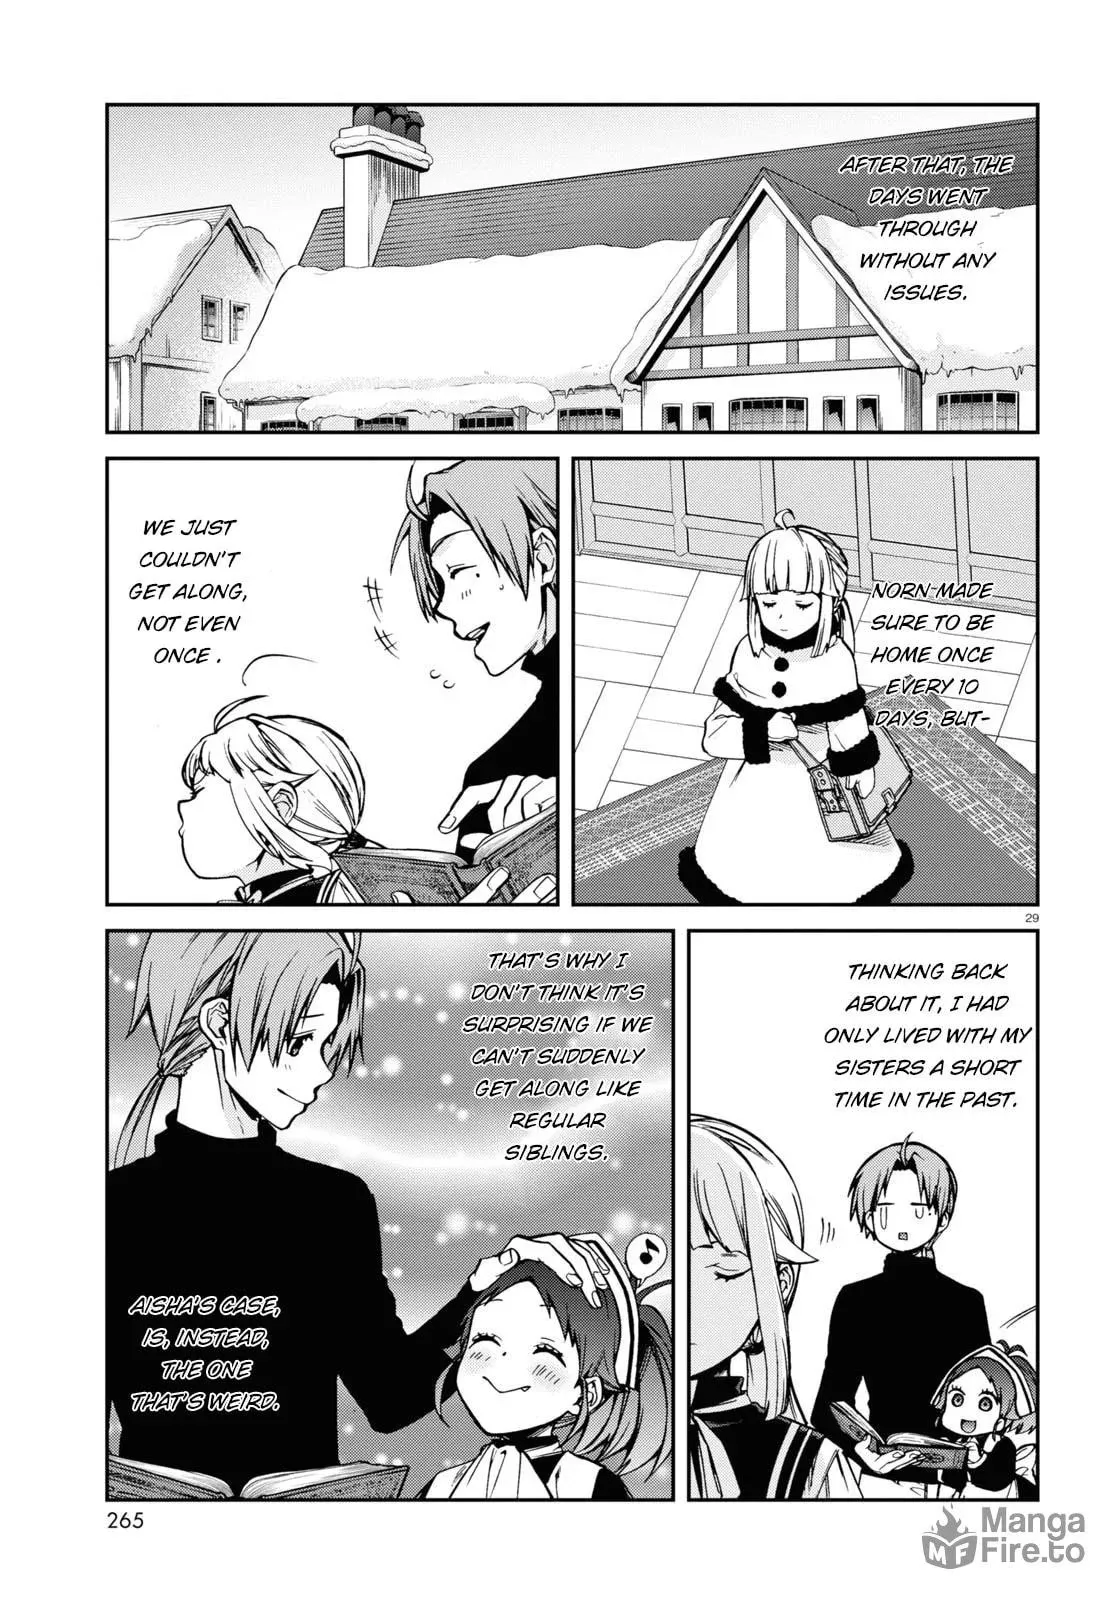 AFTER THAT, THE
DAYS WENT
THROUGH
WITHOUT ANY
ISSUES.
NORN MADE
SURE TO BE
HOME ONCE
EVERY 10
DAYS, BUT-
WE JUST
COULDN'T
GET ALONG,
NOT EVEN
ONCE .
29
THINKING BACK
ABOUT IT, I HAD
ONLY LIVED WITH MY
SISTERS A SHORT
TIME IN THE PAST.
THAT'S WHY I
DON'T THINK IT'S
SURPRISING IF WE
CAN'T SUDDENLY
GET ALONG LIKE
REGULAR
SIBLINGS.
AISHA'S CASE,
IS, INSTEAD,
THE ONE
THAT'S WEIRD.
265
Manga
Fire.to
MF